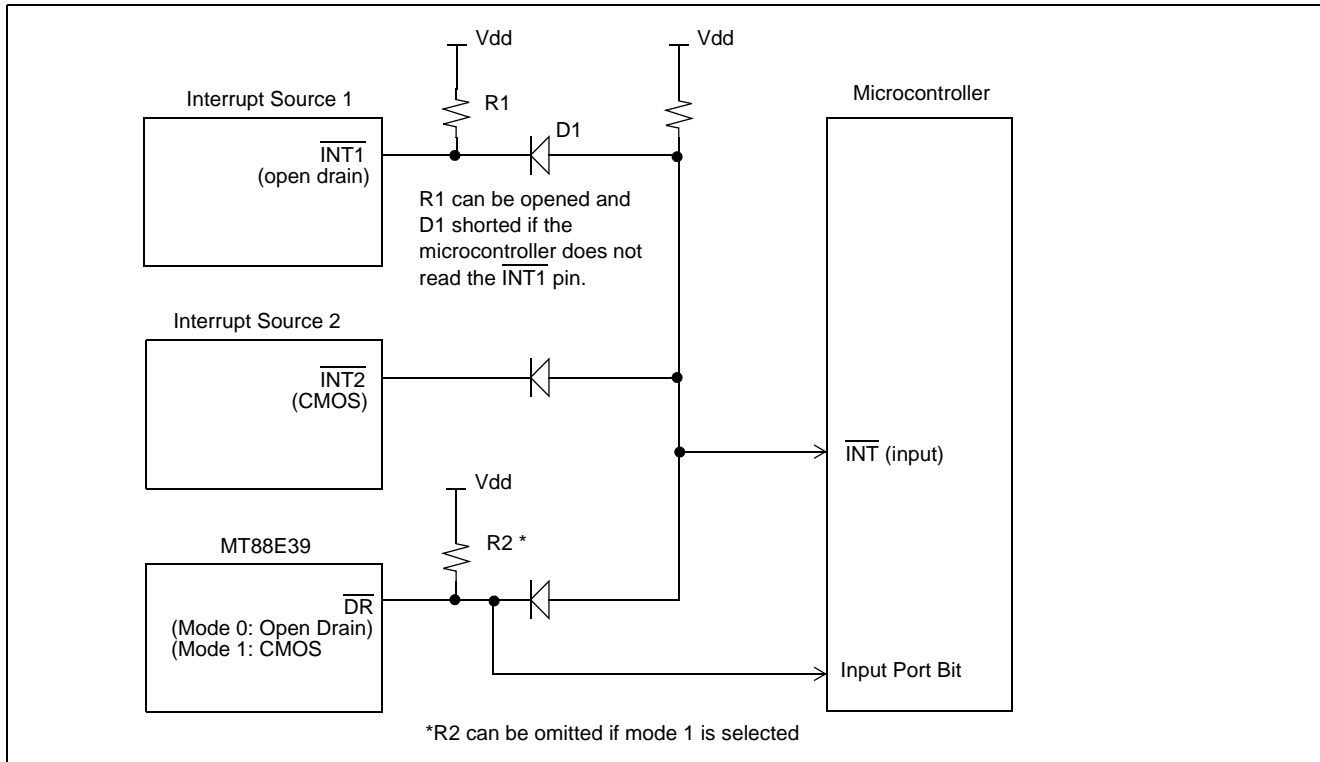 Vdd
Vdd
Interrupt Source 1
R1
Microcontroller
INT1
(open drain)
D1
R1 can be opened and
D1 shorted if the
microcontroller does not
read the INT1 pin.
Interrupt Source 2
INT2
(CMOS)
INT (input)
Vdd
MT88E39
R2 *
DR
(Mode 0: Open Drain)
(Mode 1: CMOS
Input Port Bit
*R2 can be omitted if mode 1 is selected